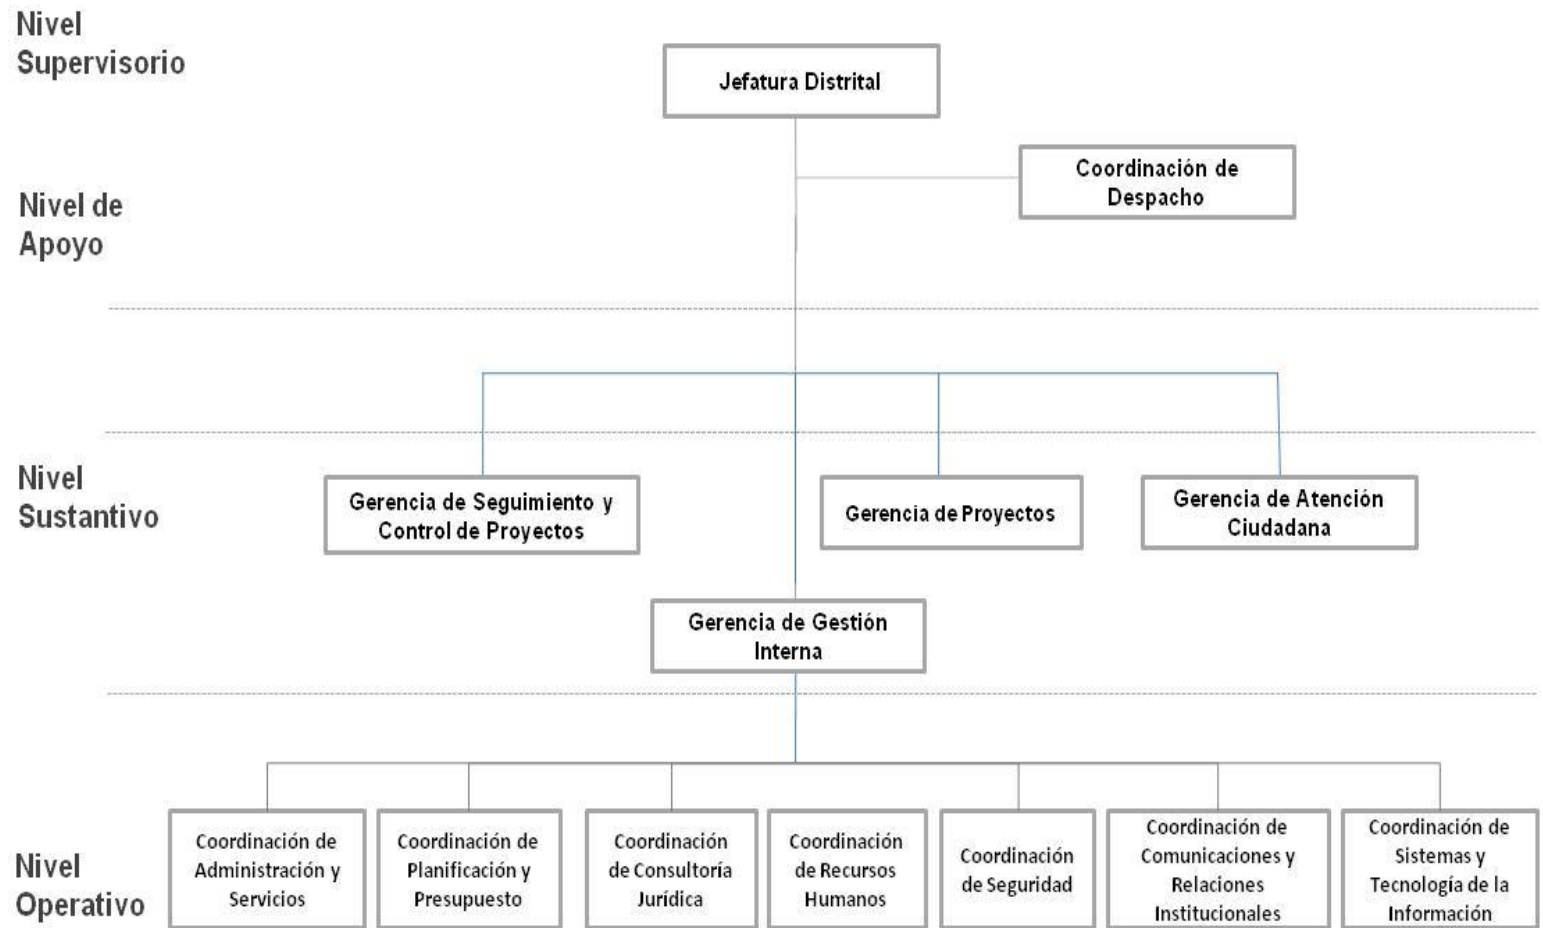 Nivel
Supervisorio
Jefatura Distrital
Coordinación de
Despacho
Nivel de
Apoyo
Nivel
Sustantivo
Gerencia de Seguimiento y
Control de Proyectos
Gerencia de Proyectos
Gerencia de Atención
Ciudadana
Gerencia de Gestión
Interna
Nivel
Operativo
Coordinación de
Administración y
Servicios
Coordinación de
Planificación y
Presupuesto
Coordinación
de Consultoría
Jurídica
Coordinación
de Recursos
Humanos
Coordinación
de Seguridad
Coordinación de
Comunicaciones y
Relaciones
Institucionales
Coordinación de
Sistemas y
Tecnología de la
Información